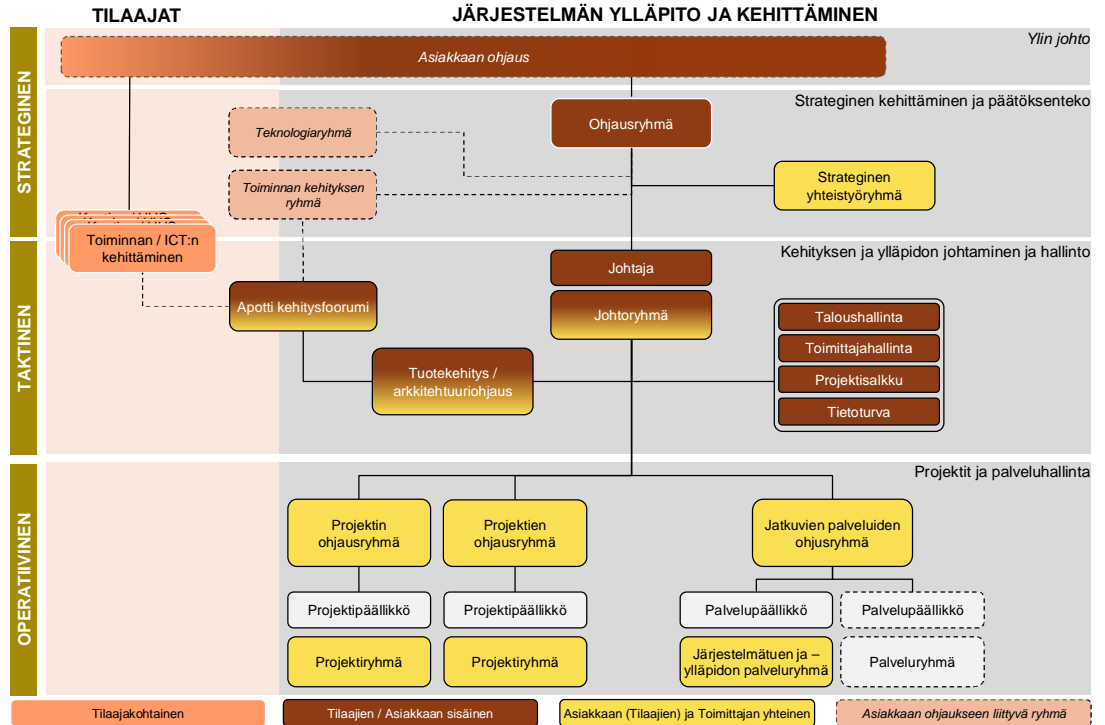 TILAAJAT
JÄRJESTELMÄN YLLÄPITO JA KEHITTÄMINEN
STRATEGINEN
Ylin johto
Asiakkaan ohjaus
Strateginen kehittäminen ja päätöksenteko
Teknologiaryhmä
Ohjausryhmä
Toiminnan kehityksen
ryhmä
Strateginen
yhteistyöryhmä
Toiminnan / ICT:n
kehittäminen
TAKTINEN
Kehityksen ja ylläpidon johtaminen ja hallinto
Johtaja
Apotti kehitysfoorumi
Johtoryhmä
Taloushallinta
Toimittajahallinta
Projektisalkku
Tietoturva
Tuotekehitys /
arkkitehtuuriohjaus
OPERATIIVINEN
Projektit ja palveluhallinta
Projektin
ohjausryhmä
Projektien
ohjausryhmä
Jatkuvien palveluiden
ohjusryhmä
Projektipäällikkö
Projektipäällikkö
Palvelupäällikkö
Palvelupäällikkö
Projektiryhmä
Projektiryhmä
Järjestelmätuen ja –
ylläpidon palveluryhmä
Palveluryhmä
Tilaajakohtainen
Tilaajien / Asiakkaan sisäinen
Asiakkaan (Tilaajien) ja Toimittajan yhteinen
Asiakkaan ohjaukseen liittyvä ryhmä